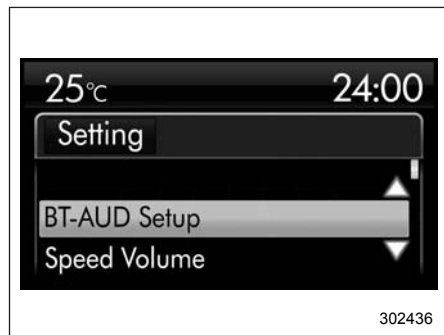 25°C 24:00
Setting
BT-AUD Setup
Speed Volume
302436